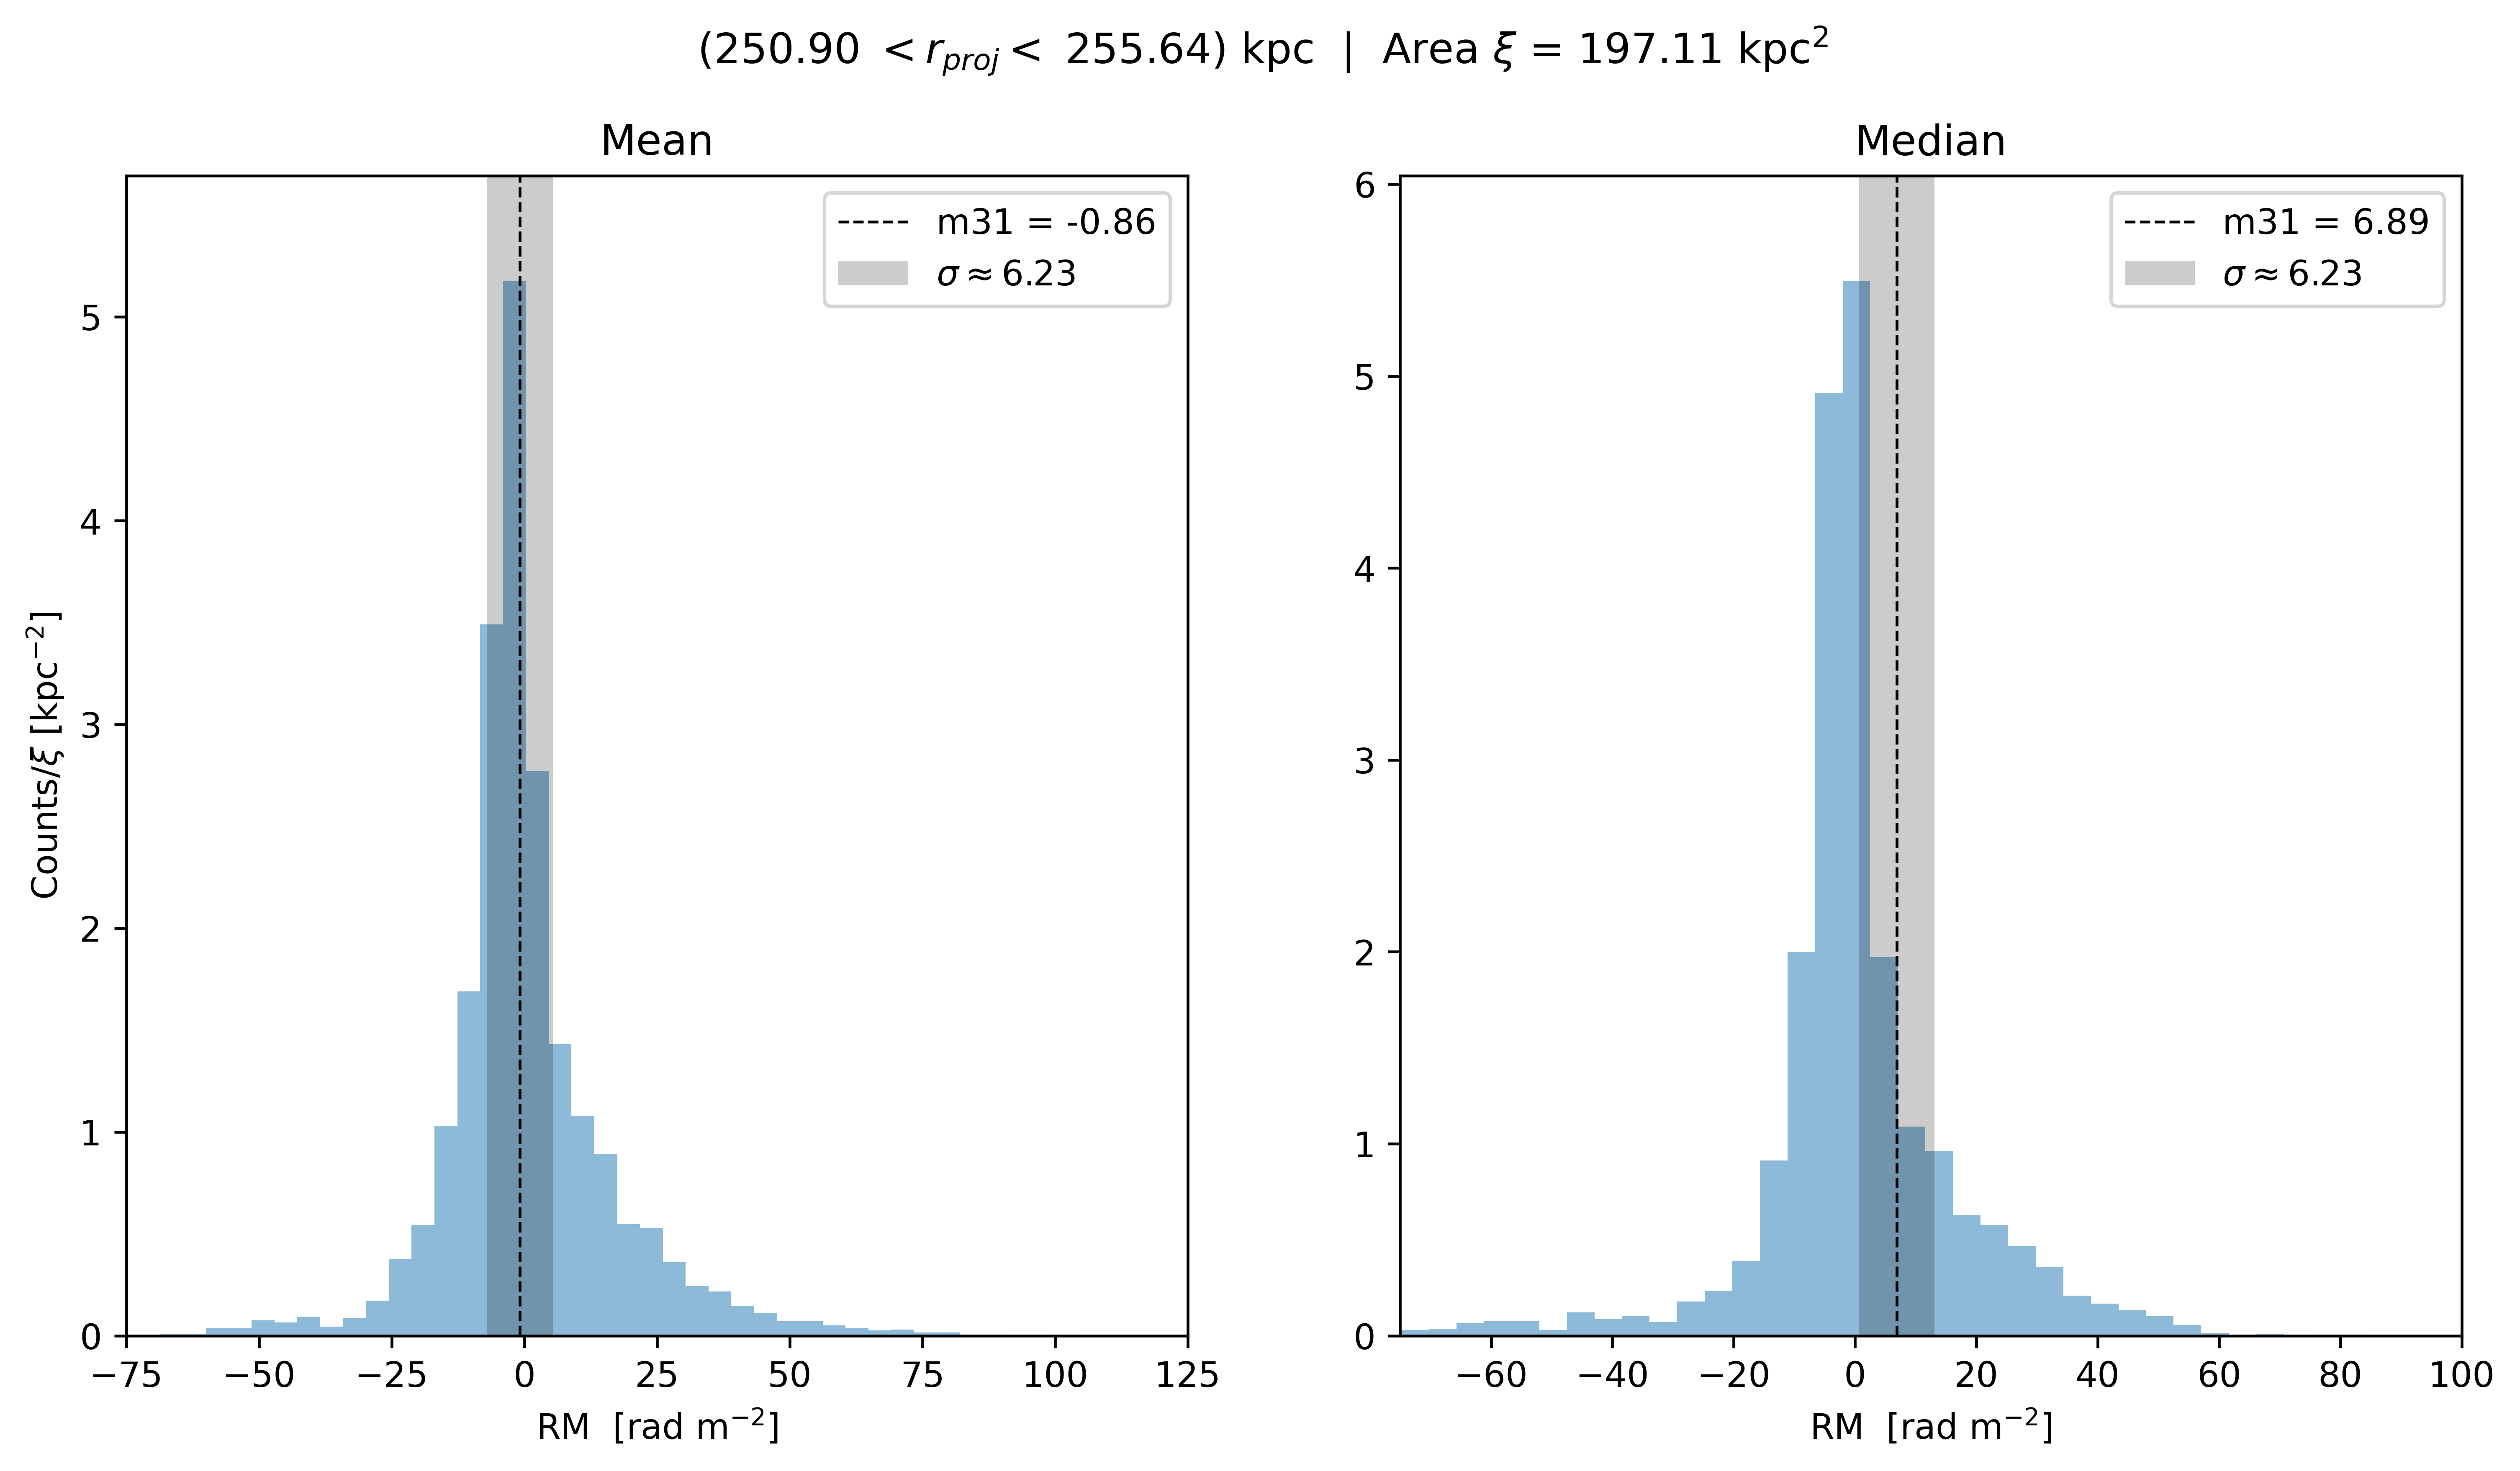 (250.90 < r_proj < 255.64) kpc | Area ξ = 197.11 kpc²
Mean
m31 = -0.86
σ ≈ 6.23
Counts/ξ [kpc⁻²]
5
4
3
2
1
0
−75 −50 −25 0 25 50 75 100 125
RM [rad m⁻²]
Median
m31 = 6.89
σ ≈ 6.23
6
5
4
3
2
1
0
−60 −40 −20 0 20 40 60 80 100
RM [rad m⁻²]